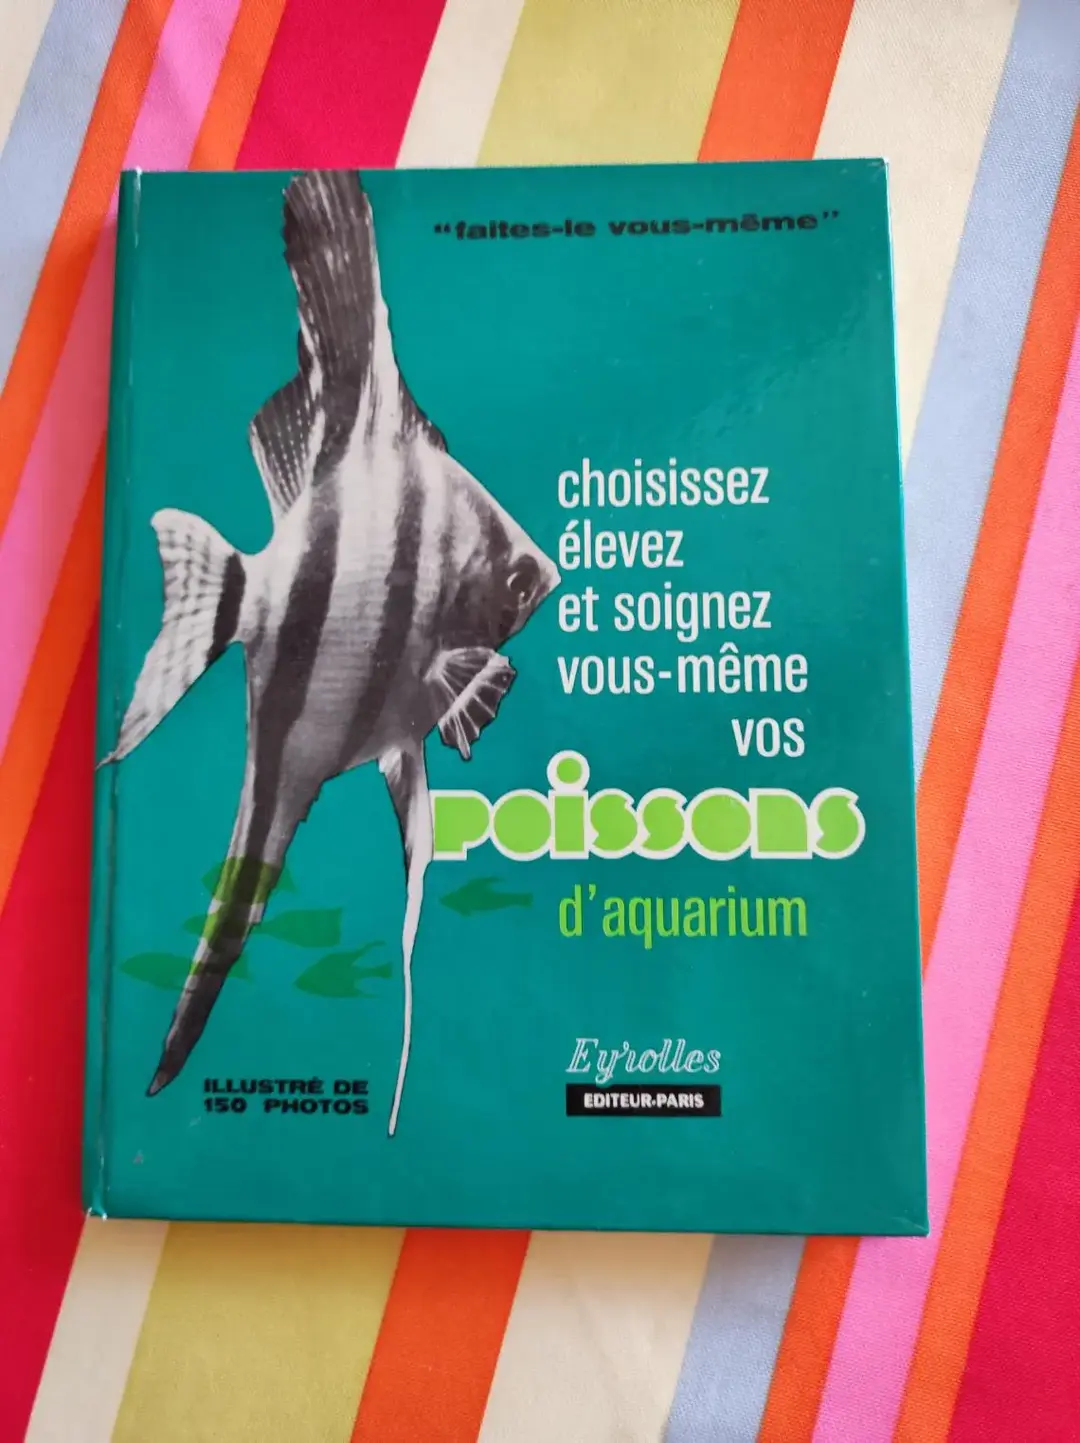 "faites-le vous-même"
choisissez
élevez
et soignez
vous-même
vos
poissons
d'aquarium
Eyrolles
EDITEUR-PARIS
ILLUSTRÉ DE
150 PHOTOS